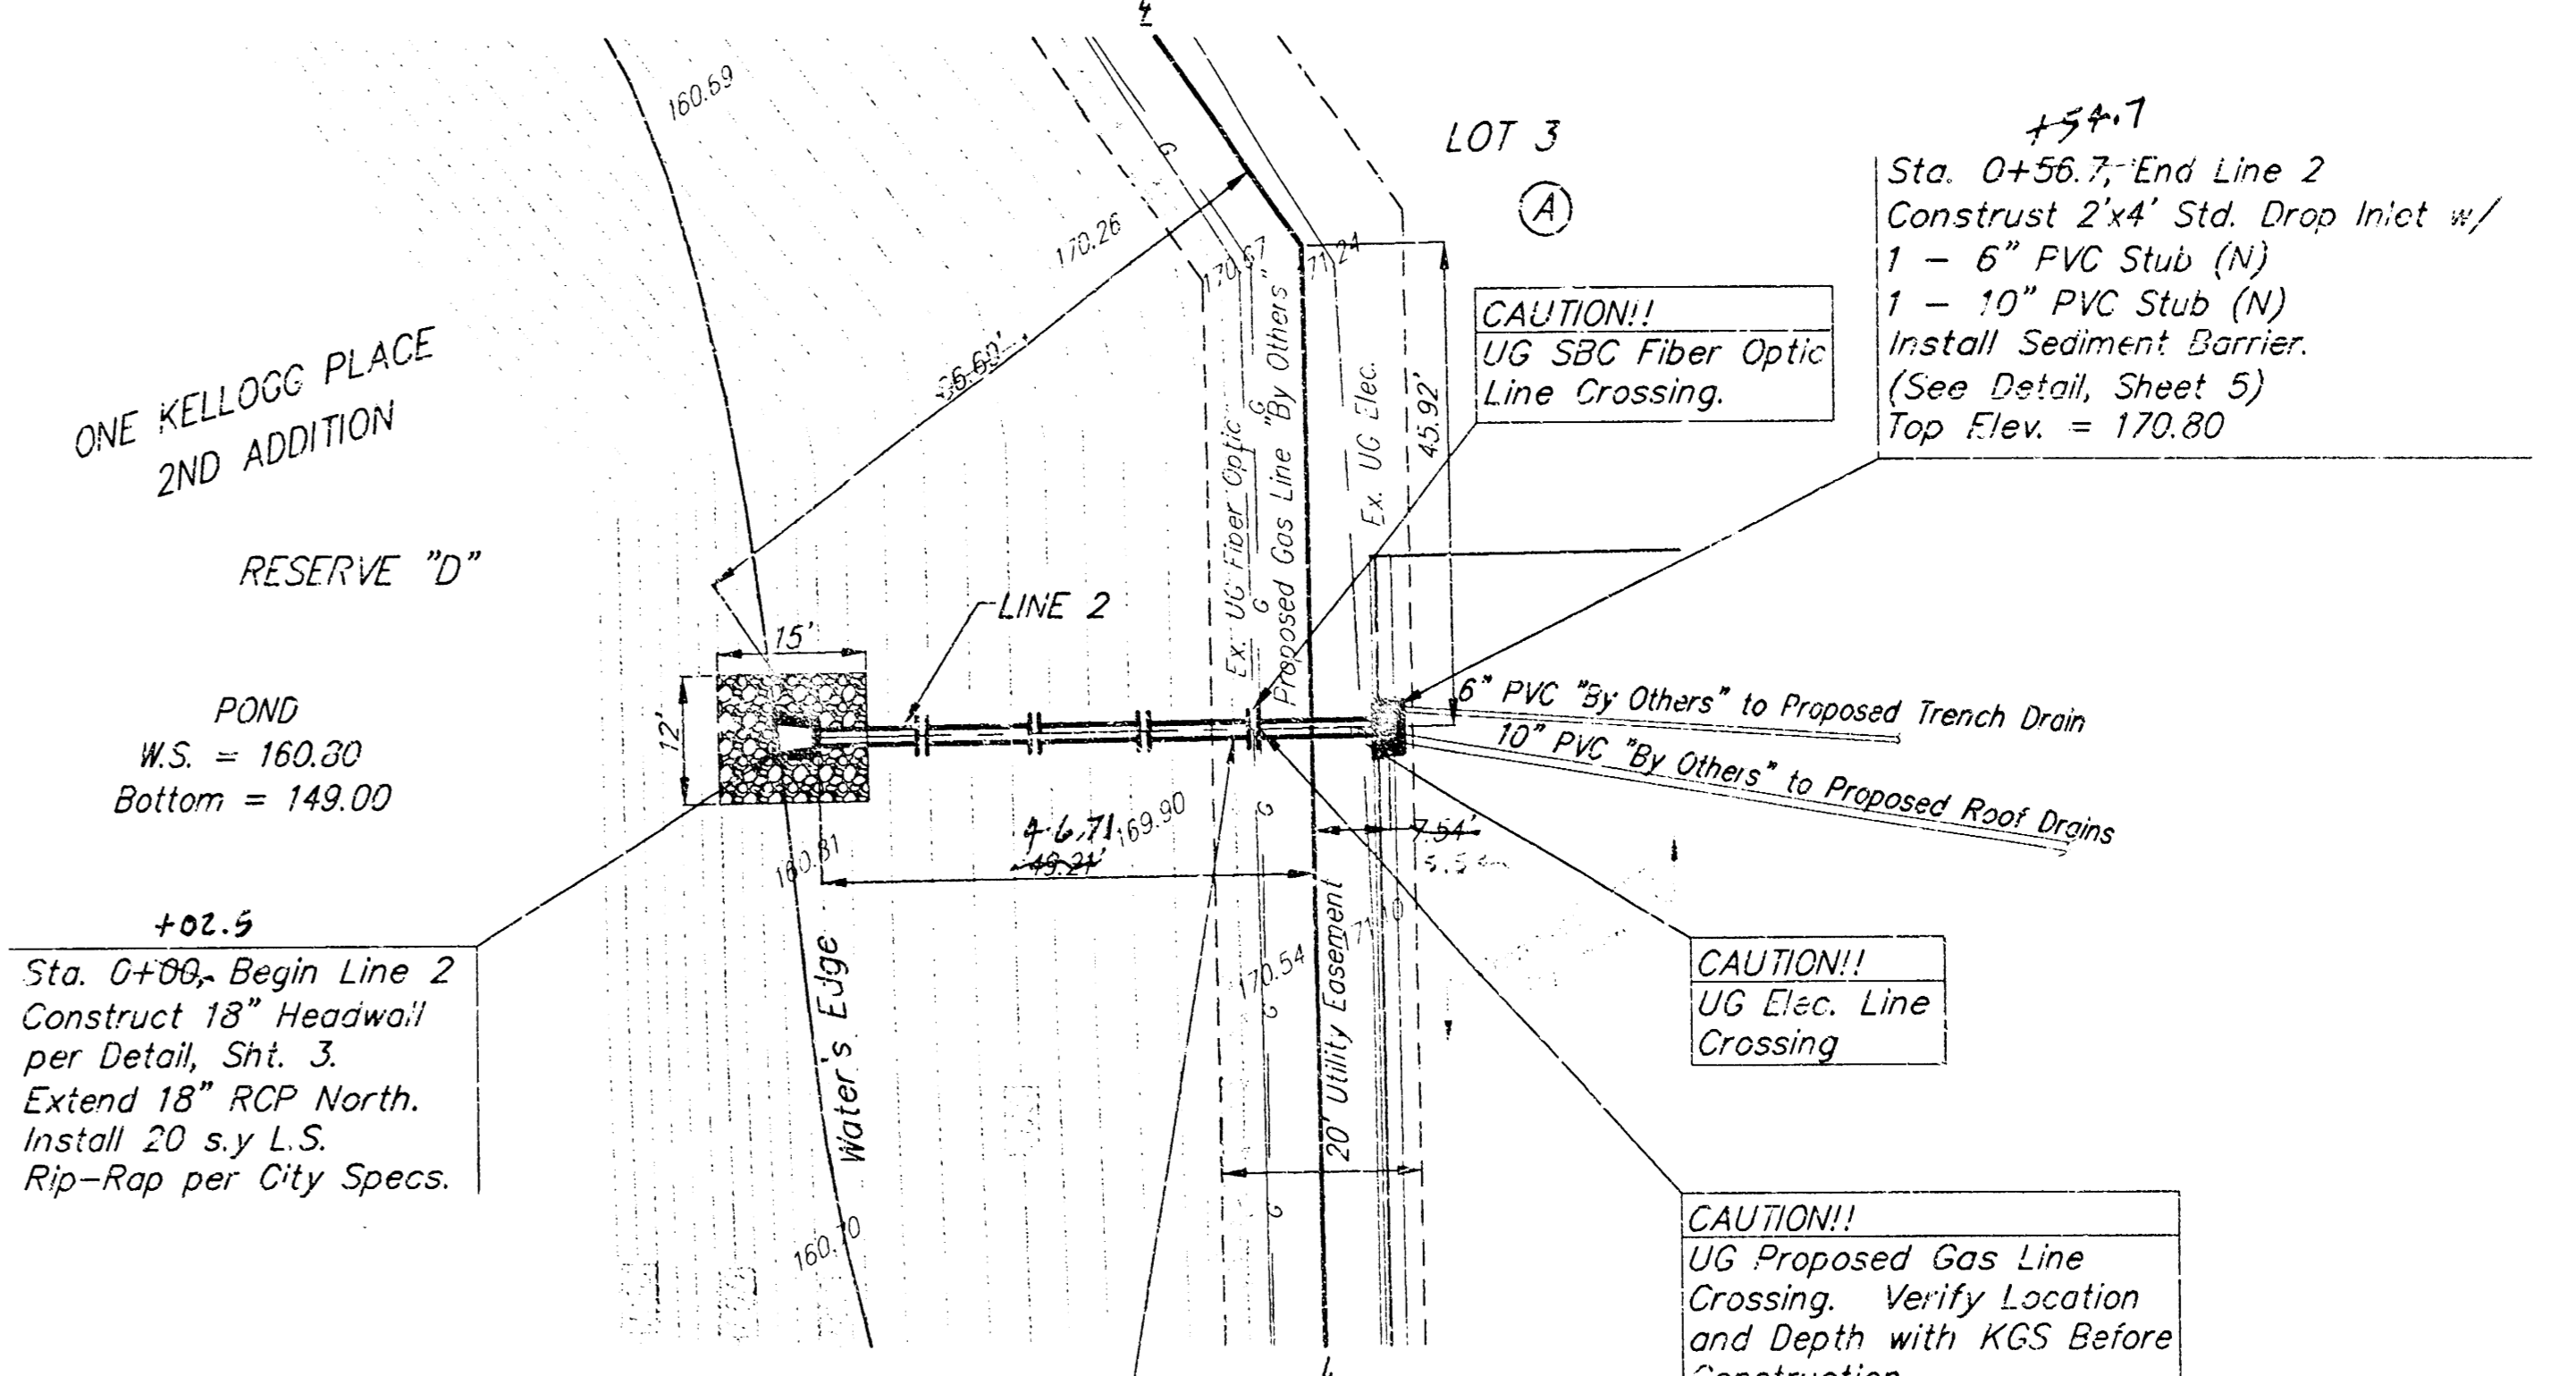 160.69
170.26
170.67
71.24
LOT 3
A
+54.7
Sta. 0+56.7, End Line 2
Construst 2'x4' Std. Drop Inlet w/
1 - 6" PVC Stub (N)
1 - 10" PVC Stub (N)
Install Sediment Barrier.
(See Detail, Sheet 5)
Top Elev. = 170.80
CAUTION!!
UG SBC Fiber Optic
Line Crossing.
ONE KELLOGG PLACE
2ND ADDITION
RESERVE "D"
POND
W.S. = 160.80
Bottom = 149.00
45.92'
Ex. UG Fiber Optic
G
G
G
Proposed Gas Line "By Others"
Ex. UG Elec.
LINE 2
15'
12'
6" PVC "By Others" to Proposed Trench Drain
10" PVC "By Others" to Proposed Roof Drains
46.71
49.21'
169.90
7.54'
160.81
170.54
71.10
+02.5
Sta. 0+00, Begin Line 2
Construct 18" Headwall
per Detail, Sht. 3.
Extend 18" RCP North.
Install 20 s.y L.S.
Rip-Rap per City Specs.
Water's Edge
20' Utility Easement
G
G
G
160.70
CAUTION!!
UG Elec. Line
Crossing
CAUTION!!
UG Proposed Gas Line
Crossing. Verify Location
and Depth with KGS Before
Construction